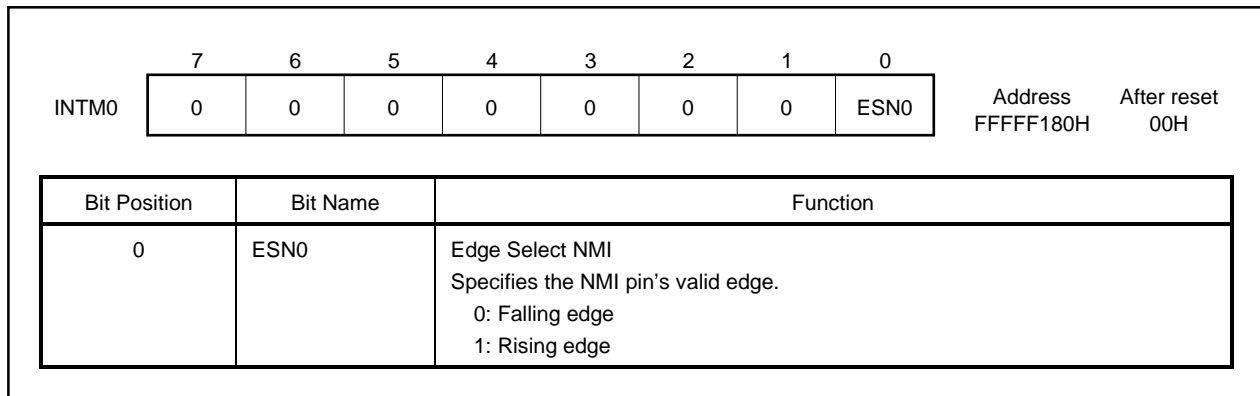 7 6 5 4 3 2 1 0
INTM0 0 0 0 0 0 0 0 ESN0 Address After reset
FFFFF180H 00H
Bit Position Bit Name Function
0 ESN0 Edge Select NMI
Specifies the NMI pin's valid edge.
0: Falling edge
1: Rising edge